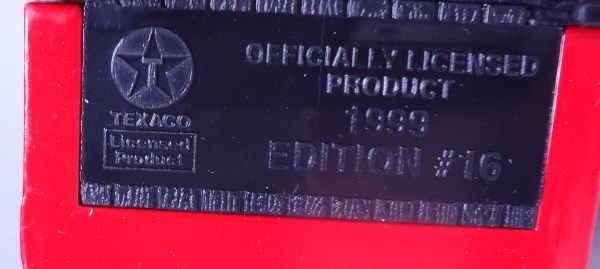 TEXACO
Licensed
Product
OFFICIALLY LICENSED
PRODUCT
1999
EDITION #16